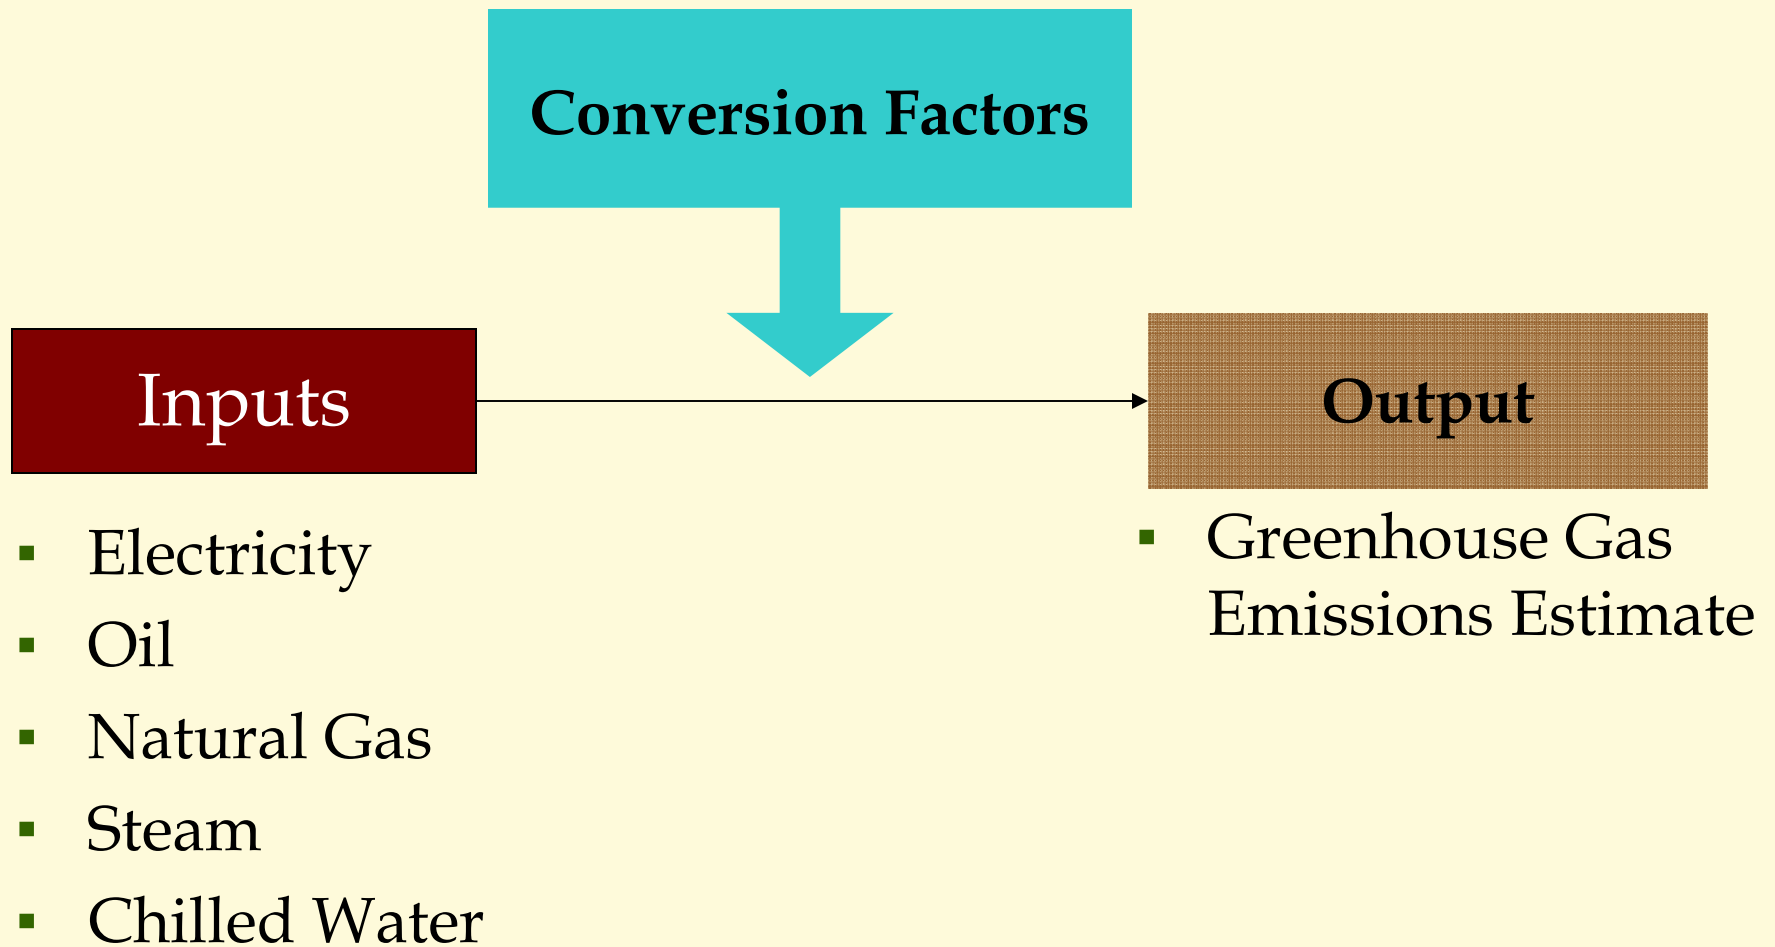 Conversion Factors
Inputs
Output
▪ Electricity
▪ Oil
▪ Natural Gas
▪ Steam
▪ Chilled Water
▪ Greenhouse Gas
Emissions Estimate